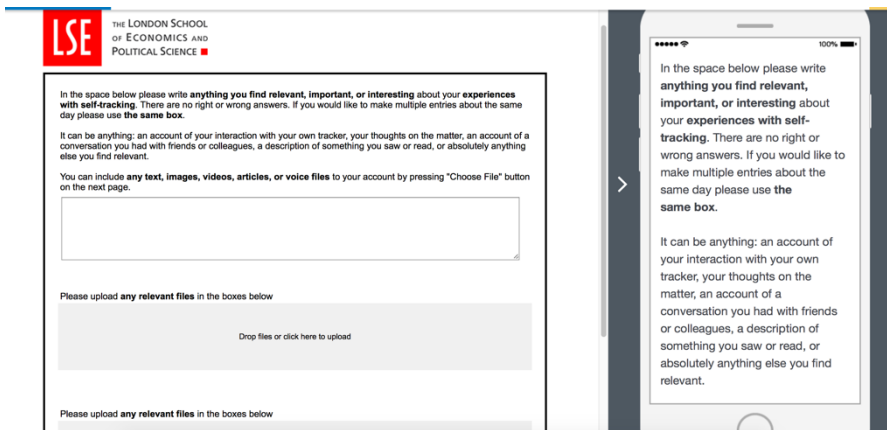 LSE
THE LONDON SCHOOL
OF ECONOMICS AND
POLITICAL SCIENCE
In the space below please write anything you find relevant, important, or interesting about your experiences
with self-tracking. There are no right or wrong answers. If you would like to make multiple entries about the same
day please use the same box.
It can be anything: an account of your interaction with your own tracker, your thoughts on the matter, an account of a
conversation you had with friends or colleagues, a description of something you saw or read, or absolutely anything
else you find relevant.
You can include any text, images, videos, articles, or voice files to your account by pressing "Choose File" button
on the next page.
Please upload any relevant files in the boxes below
Drop files or click here to upload
Please upload any relevant files in the boxes below
100%
In the space below please write
anything you find relevant,
important, or interesting about
your experiences with self-
tracking. There are no right or
wrong answers. If you would like to
make multiple entries about the
same day please use the
same box.
It can be anything: an account of
your interaction with your own
tracker, your thoughts on the
matter, an account of a
conversation you had with friends
or colleagues, a description of
something you saw or read, or
absolutely anything else you find
relevant.